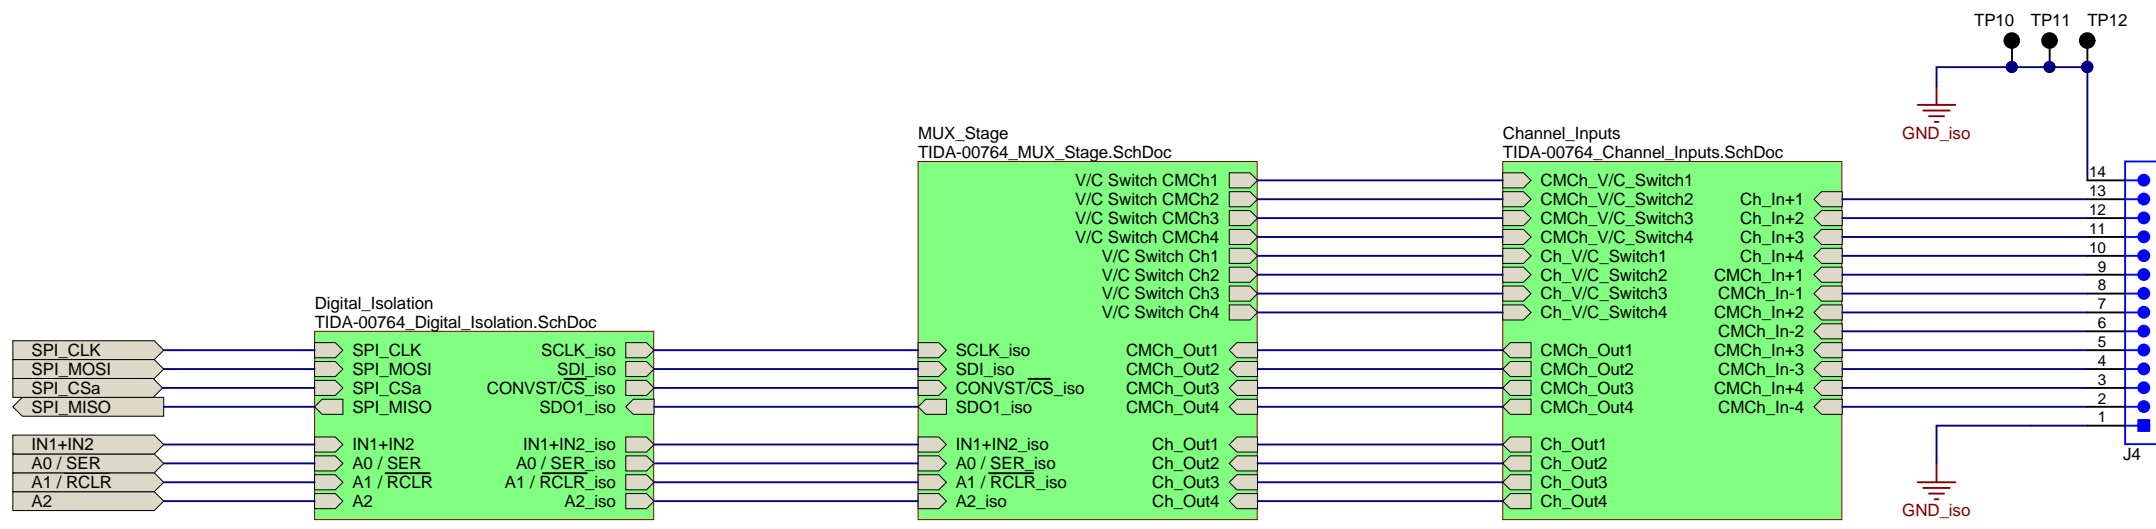 TP10 TP11 TP12
GND_iso
MUX_Stage
TIDA-00764_MUX_Stage.SchDoc
Channel_Inputs
TIDA-00764_Channel_Inputs.SchDoc
Digital_Isolation
TIDA-00764_Digital_Isolation.SchDoc
SPI_CLK
SPI_MOSI
SPI_CSa
SPI_MISO
IN1+IN2
A0 / SER
A1 / RCLR
A2
SPI_CLK
SPI_MOSI
SPI_CSa
SPI_MISO
IN1+IN2
A0 / SER
A1 / RCLR
A2
SCLK_iso
SDI_iso
CONVST/CS_iso
SDO1_iso
IN1+IN2_iso
A0 / SER_iso
A1 / RCLR_iso
A2_iso
SCLK_iso
SDI_iso
CONVST/CS_iso
SDO1_iso
IN1+IN2_iso
A0 / SER_iso
A1 / RCLR_iso
A2_iso
V/C Switch CMCh1
V/C Switch CMCh2
V/C Switch CMCh3
V/C Switch CMCh4
V/C Switch Ch1
V/C Switch Ch2
V/C Switch Ch3
V/C Switch Ch4
CMCh_Out1
CMCh_Out2
CMCh_Out3
CMCh_Out4
Ch_Out1
Ch_Out2
Ch_Out3
Ch_Out4
CMCh_V/C_Switch1
CMCh_V/C_Switch2
CMCh_V/C_Switch3
CMCh_V/C_Switch4
Ch_V/C_Switch1
Ch_V/C_Switch2
Ch_V/C_Switch3
Ch_V/C_Switch4
CMCh_Out1
CMCh_Out2
CMCh_Out3
CMCh_Out4
Ch_Out1
Ch_Out2
Ch_Out3
Ch_Out4
Ch_In+1
Ch_In+2
Ch_In+3
Ch_In+4
CMCh_In+1
CMCh_In-1
CMCh_In+2
CMCh_In-2
CMCh_In+3
CMCh_In-3
CMCh_In+4
CMCh_In-4
14
13
12
11
10
9
8
7
6
5
4
3
2
1
J4
GND_iso